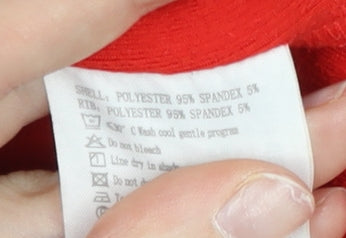 SHELL: POLYESTER 95% SPANDEX 5%
RIB: POLYESTER 95% SPANDEX 5%
C Wash cool gentle program
Do not bleach
Line dry in
Do not